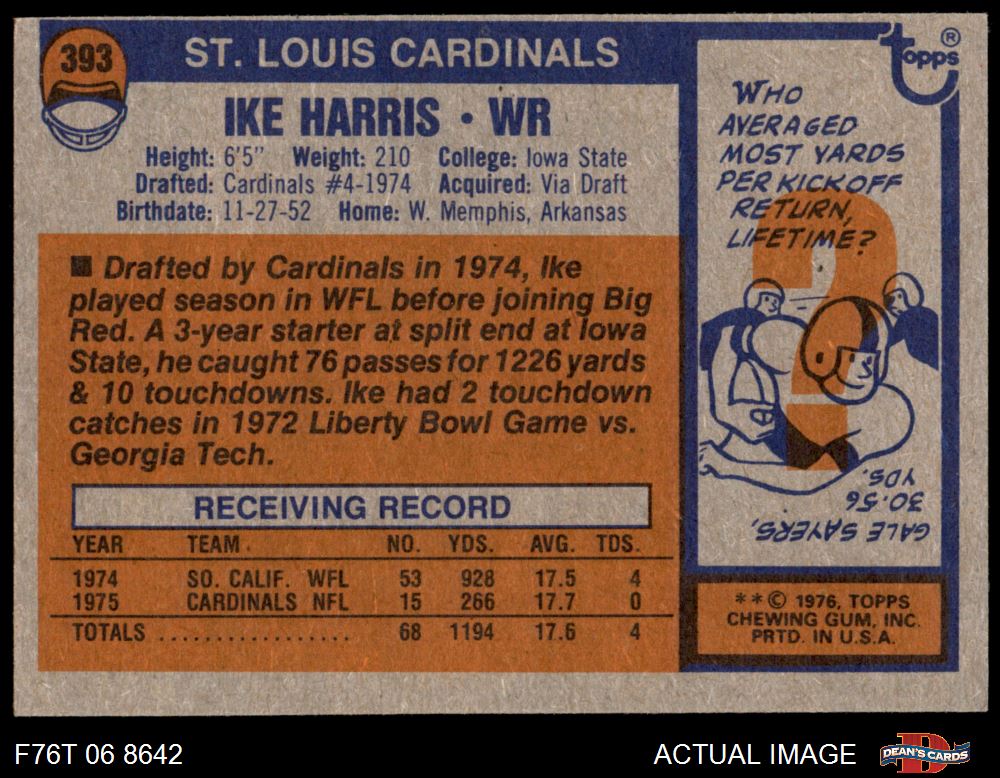 393
ST. LOUIS CARDINALS
IKE HARRIS • WR
Height: 6'5" Weight: 210 College: Iowa State
Drafted: Cardinals #4-1974 Acquired: Via Draft
Birthdate: 11-27-52 Home: W. Memphis, Arkansas
■ Drafted by Cardinals in 1974, Ike
played season in WFL before joining Big
Red. A 3-year starter at split end at Iowa
State, he caught 76 passes for 1226 yards
& 10 touchdowns. Ike had 2 touchdown
catches in 1972 Liberty Bowl Game vs.
Georgia Tech.
RECEIVING RECORD
YEAR TEAM NO. YDS. AVG. TDS.
1974 SO. CALIF. WFL 53 928 17.5 4
1975 CARDINALS NFL 15 266 17.7 0
TOTALS .................. 68 1194 17.6 4
Topps®
WHO
AVERAGED
MOST YARDS
PER KICKOFF
RETURN,
LIFETIME?
?
GALE SAYERS,
30.56
YDS.
**© 1976, TOPPS
CHEWING GUM, INC.
PRTD. IN U.S.A.
F76T 06 8642
ACTUAL IMAGE
D
DEAN'S CARDS